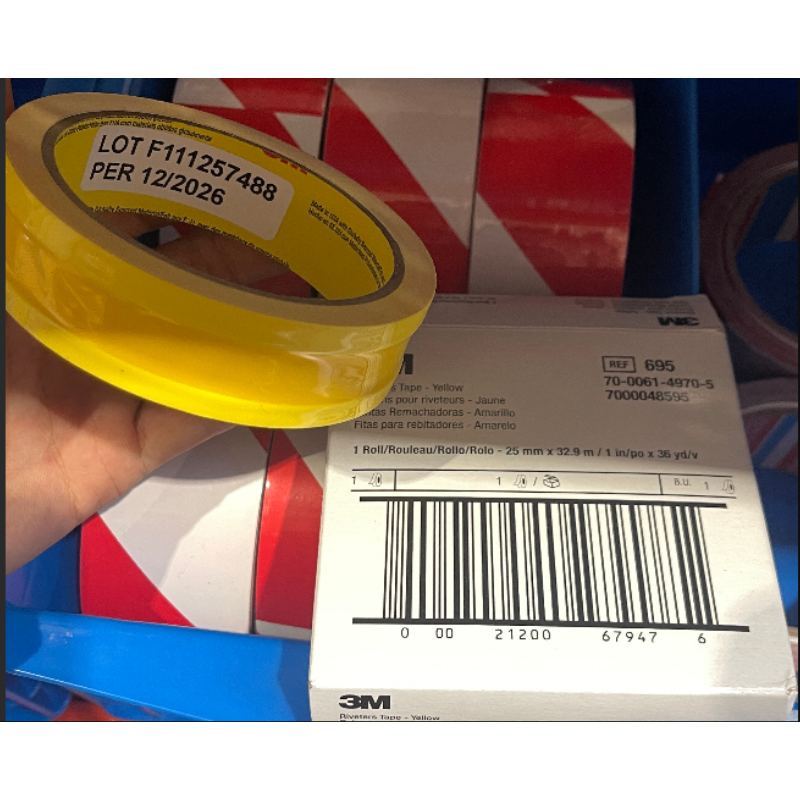 LOT F111257488
PER 12/2026
3M
REF 695
70-0061-4970-5
7000048595
Tape - Yellow
pour riveteurs - Jaune
Remachadoras - Amarillo
Fitas para rebitadores - Amarelo
1 Roll/Rouleau/Rollo/Rolo - 25 mm x 32.9 m / 1 in/po x 36 yd/v
1 1 / B.U. 1
0 00 21200 67947 6
3M
Riveters Tape - Yellow